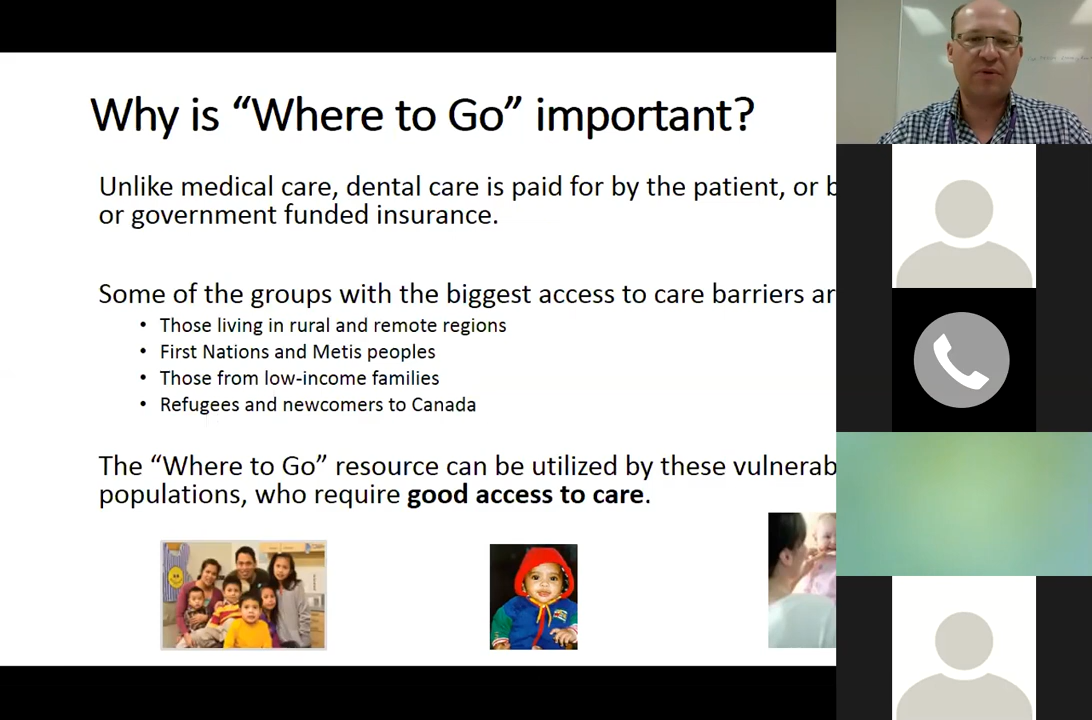 Why is “Where to Go” important?
Unlike medical care, dental care is paid for by the patient, or
or government funded insurance.
Some of the groups with the biggest access to care barriers
• Those living in rural and remote regions
• First Nations and Metis peoples
• Those from low-income families
• Refugees and newcomers to Canada
The “Where to Go” resource can be utilized by these
populations, who require good access to care.